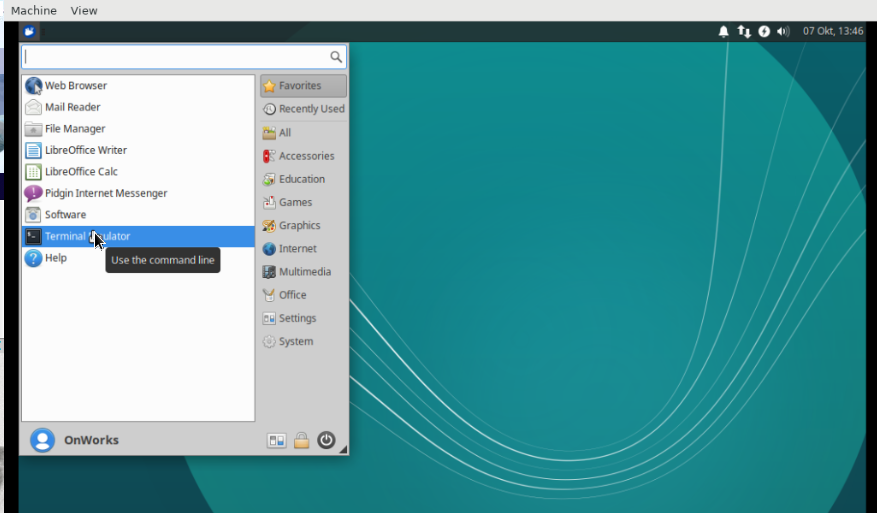 Machine View
07 Okt, 13:46
Web Browser
Mail Reader
File Manager
LibreOffice Writer
LibreOffice Calc
Pidgin Internet Messenger
Software
Terminal Emulator
Use the command line
Help
Favorites
Recently Used
All
Accessories
Education
Games
Graphics
Internet
Multimedia
Office
Settings
System
OnWorks